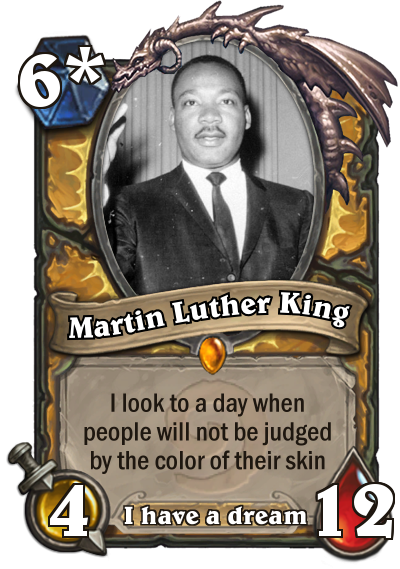 6*
Martin Luther King
I look to a day when
people will not be judged
by the color of their skin
4
I have a dream
12